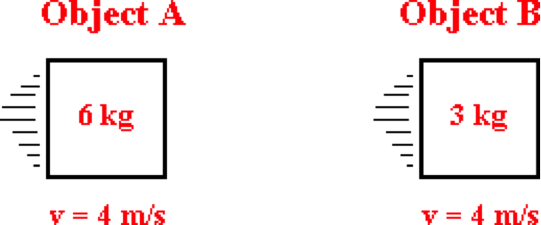 Object A
Object B
6 kg
3 kg
v = 4 m/s
v = 4 m/s